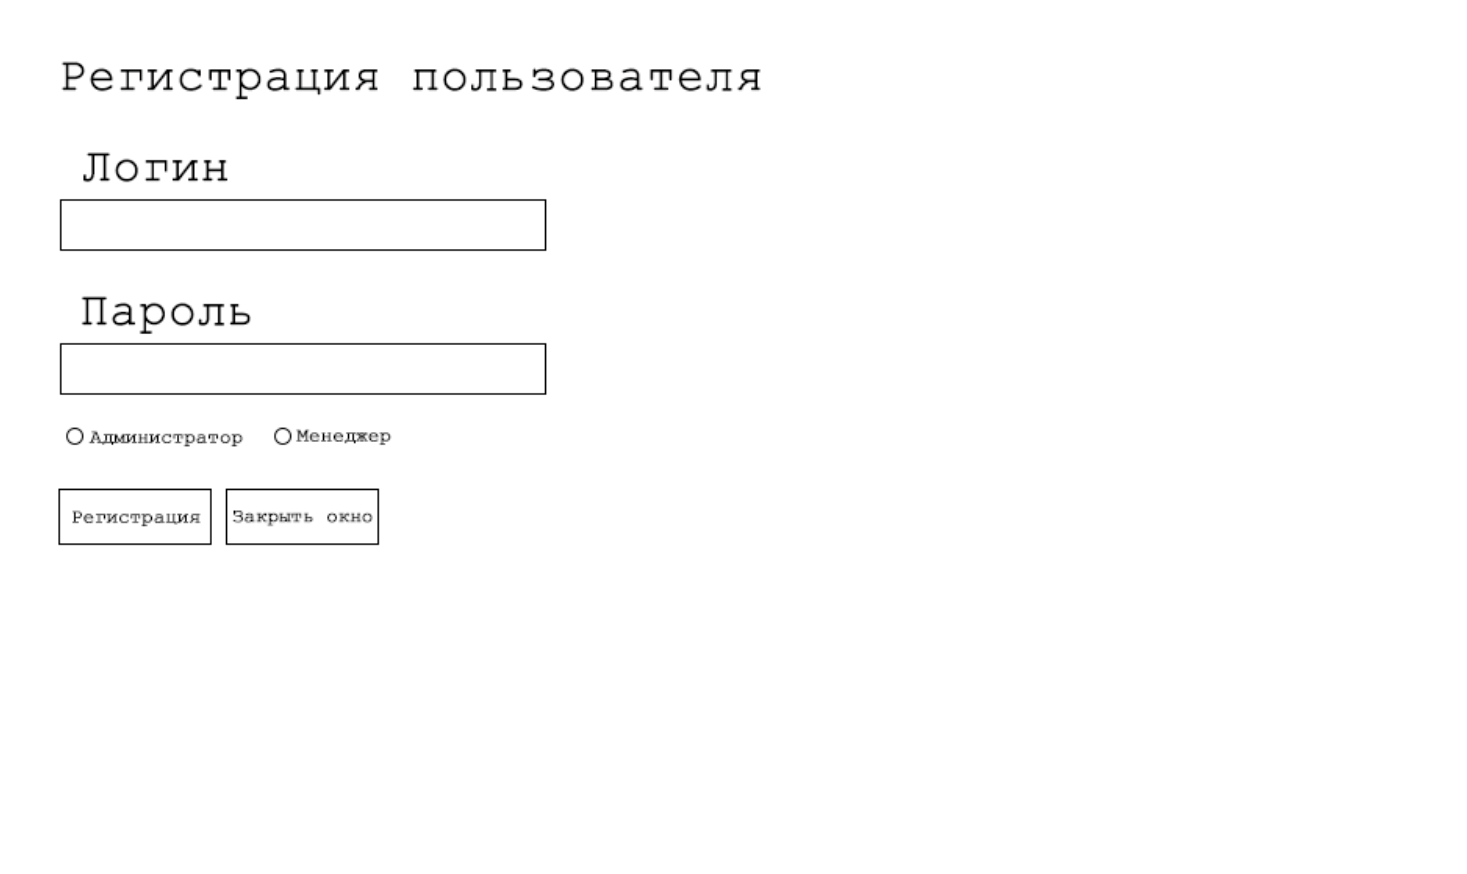 Регистрация пользователя
Логин
Пароль
Администратор Менеджер
Регистрация Закрыть окно